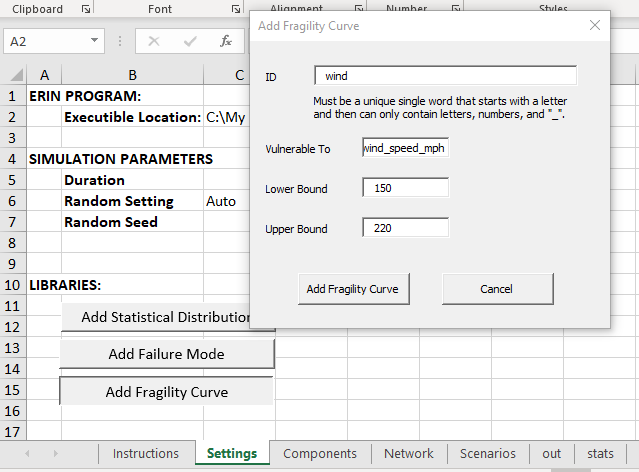 Clipboard Font Alignment Number Styles
A2
fx
A B C
1 ERIN PROGRAM:
2 Executible Location: C:\My
3
4 SIMULATION PARAMETERS
5 Duration
6 Random Setting Auto
7 Random Seed
8
9
10 LIBRARIES:
11
12 Add Statistical Distribution
13 Add Failure Mode
14
15 Add Fragility Curve
16
17
Add Fragility Curve
ID wind
Must be a unique single word that starts with a letter
and then can only contain letters, numbers, and "_".
Vulnerable To wind_speed_mph
Lower Bound 150
Upper Bound 220
Add Fragility Curve Cancel
Instructions Settings Components Network Scenarios out stats